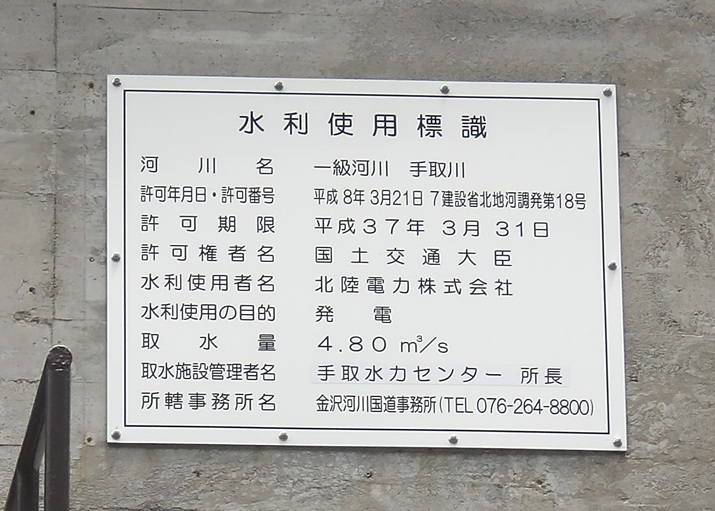 水利使用標識
河川名 一級河川 手取川
許可年月日・許可番号 平成 8年 3月21日 7建設省北地河調発第18号
許可期限 平成37年 3月 31日
許可権者名 国土交通大臣
水利使用者名 北陸電力株式会社
水利使用の目的 発電
取水量 4.80 m³/s
取水施設管理者名 手取水力センター 所長
所轄事務所名 金沢河川国道事務所(TEL 076-264-8800)